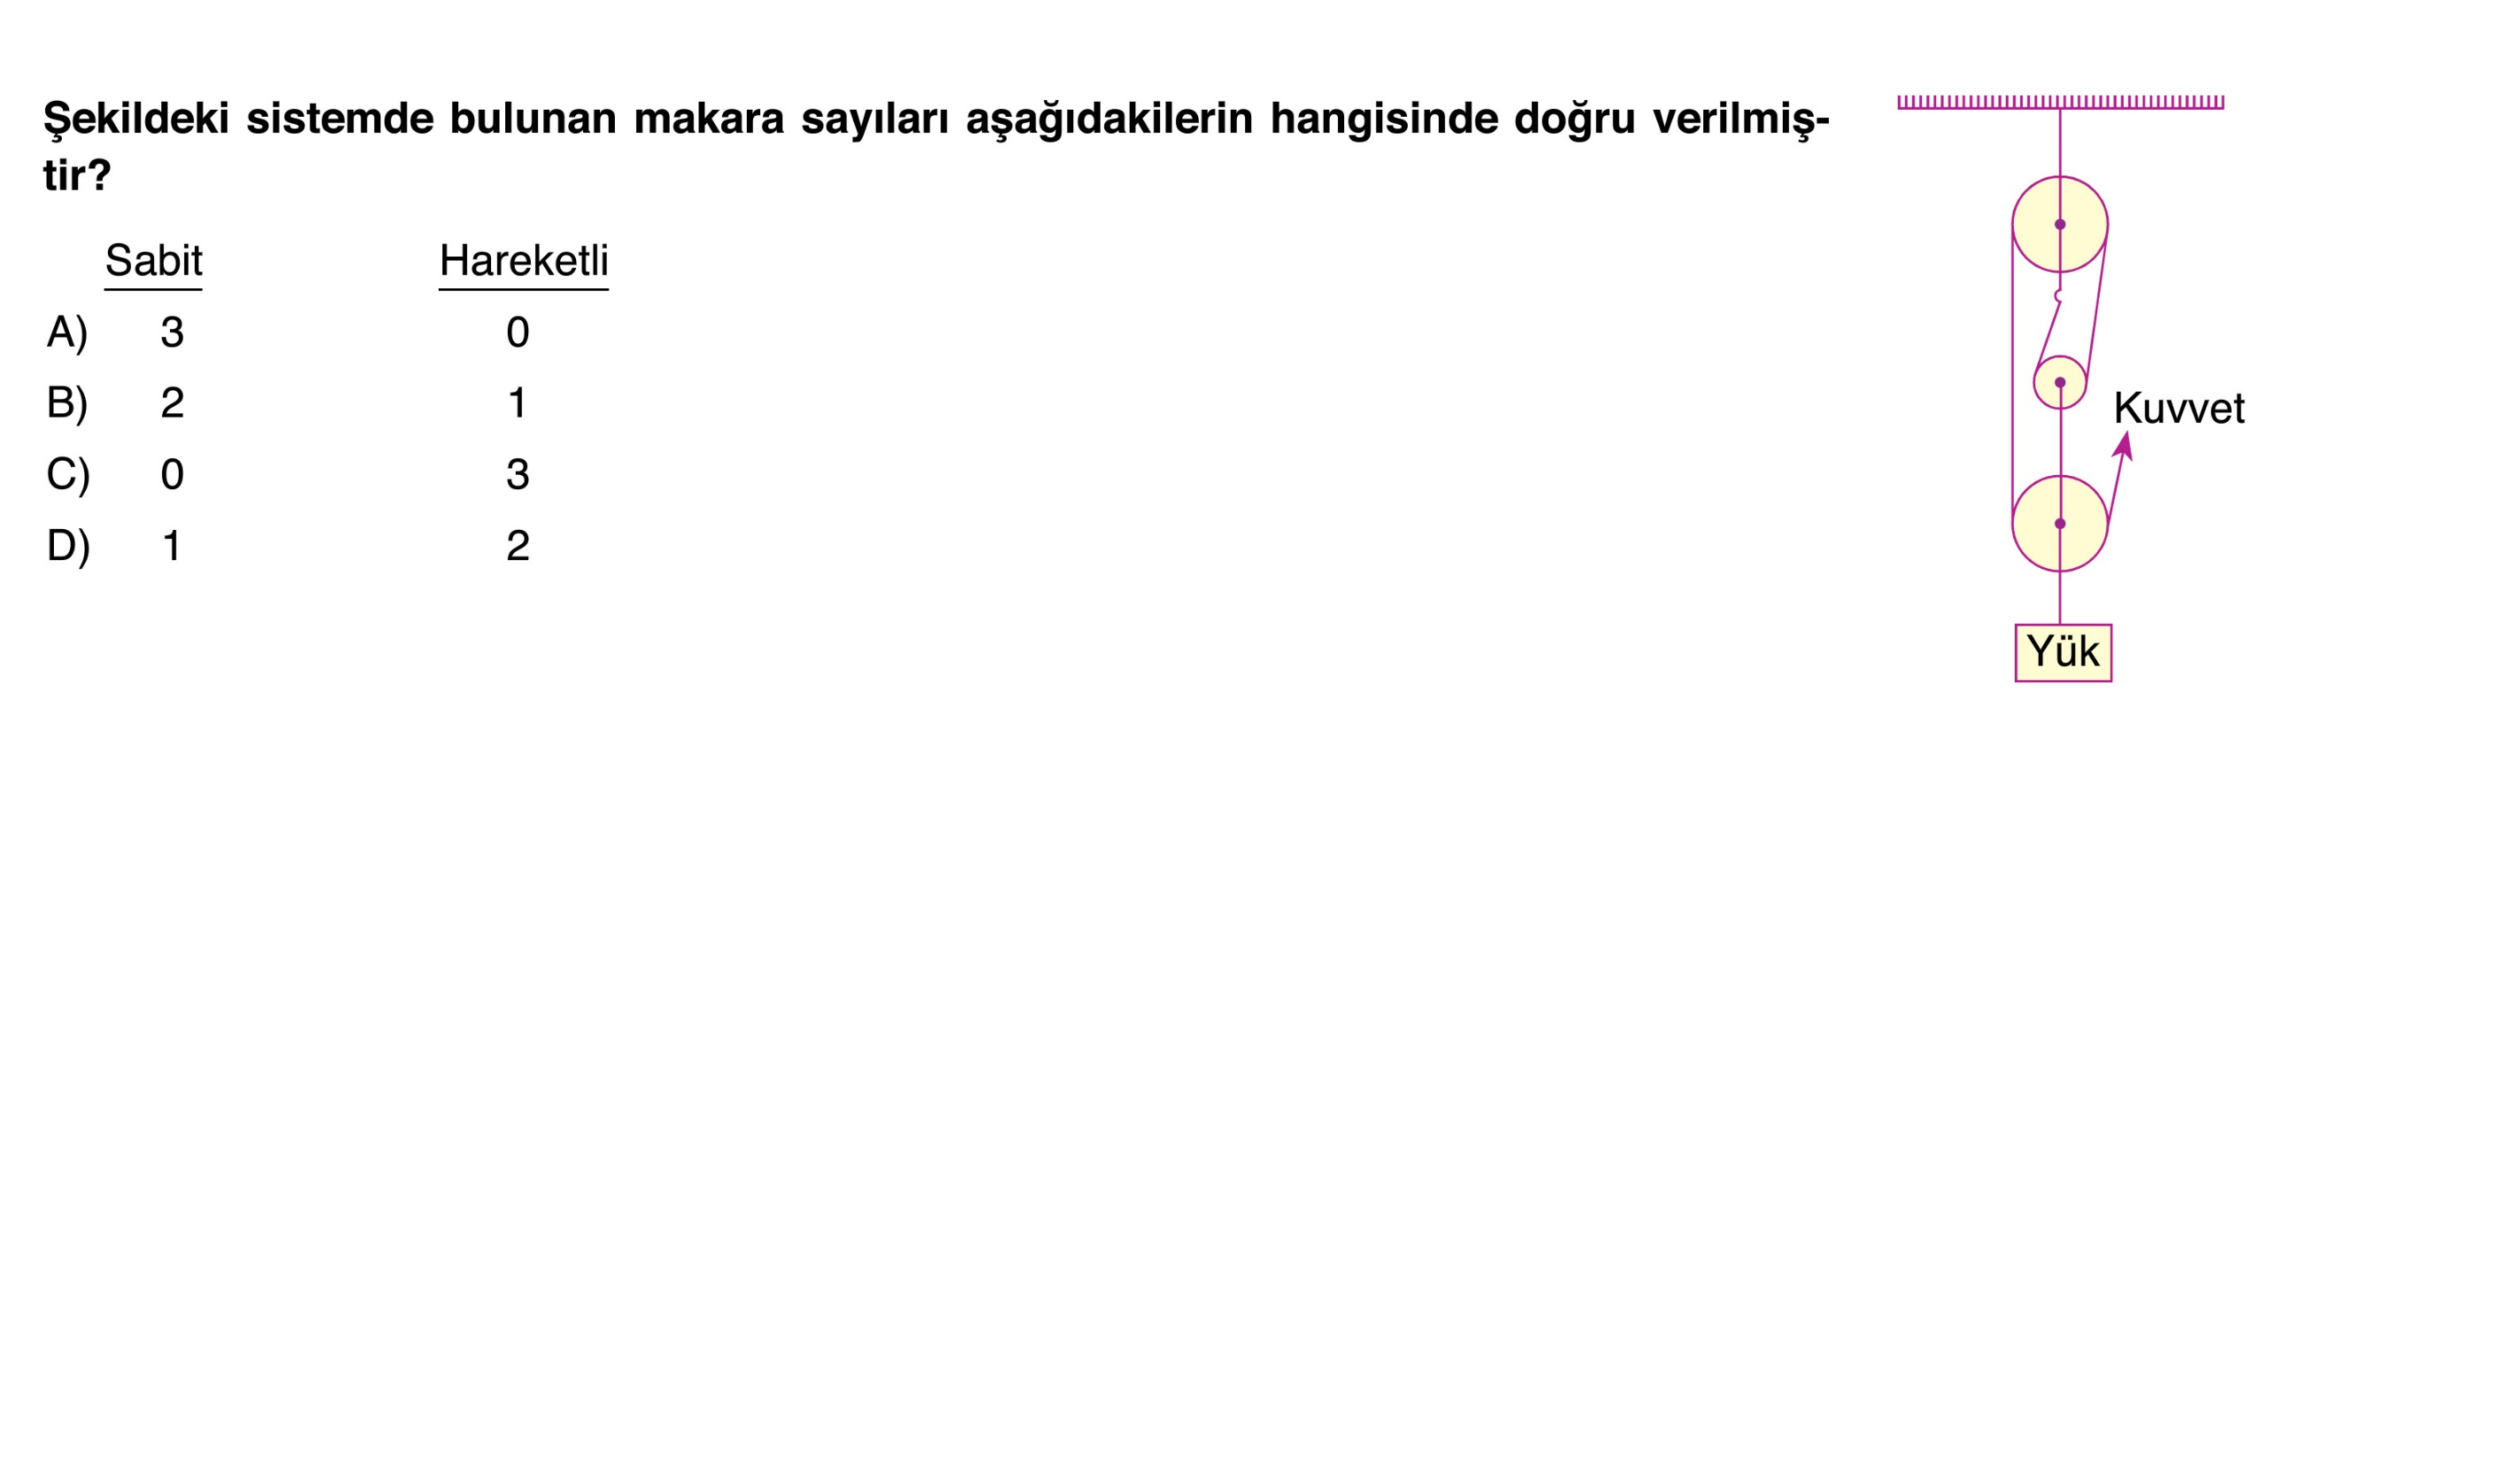 Şekildeki sistemde bulunan makara sayıları aşağıdakilerin hangisinde doğru verilmiş-
tir?
Sabit Hareketli
A) 3 0
B) 2 1
C) 0 3
D) 1 2
Kuvvet
Yük